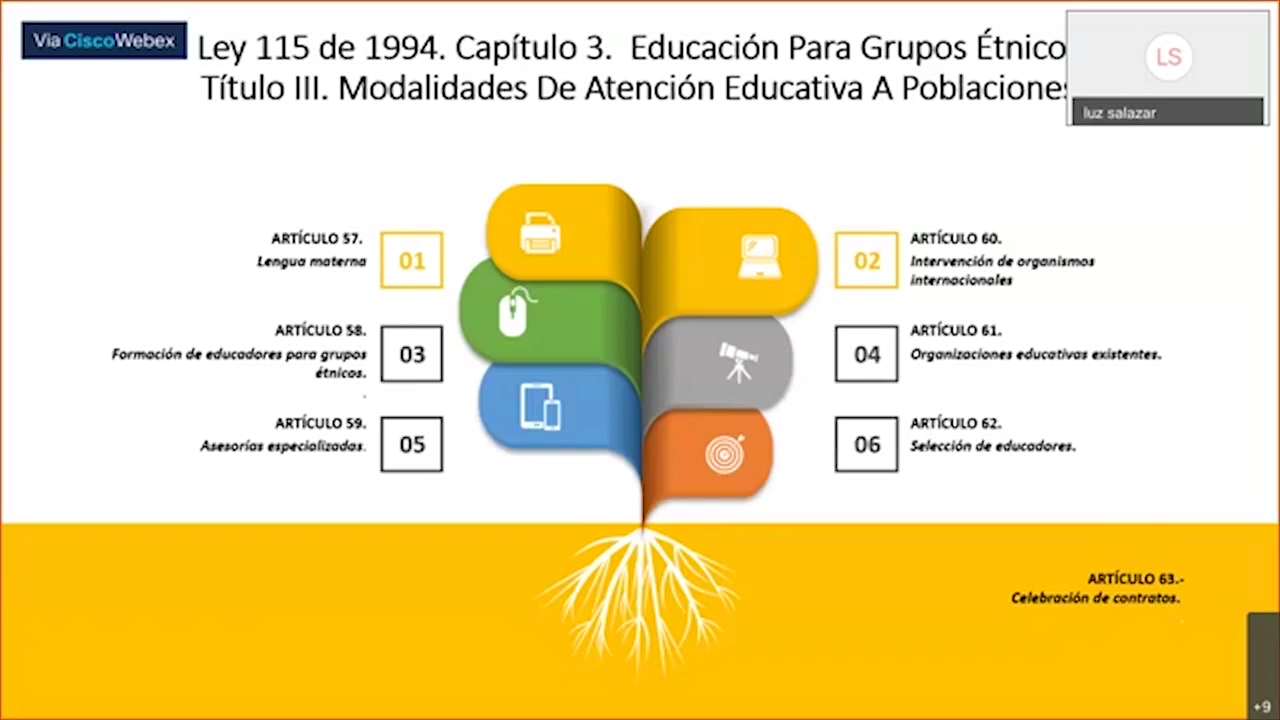 Via CiscoWebex
Ley 115 de 1994. Capítulo 3. Educación Para Grupos Étnico
Título III. Modalidades De Atención Educativa A Poblaciones
LS
luz salazar
ARTÍCULO 57.
Lengua materna
01
02
ARTÍCULO 60.
Intervención de organismos
internacionales
ARTÍCULO 58.
Formación de educadores para grupos
étnicos.
.
03
04
ARTÍCULO 61.
Organizaciones educativas existentes.
ARTÍCULO 59.
Asesorías especializadas.
05
06
ARTÍCULO 62.
Selección de educadores.
ARTÍCULO 63.-
Celebración de contratos.
.
+9